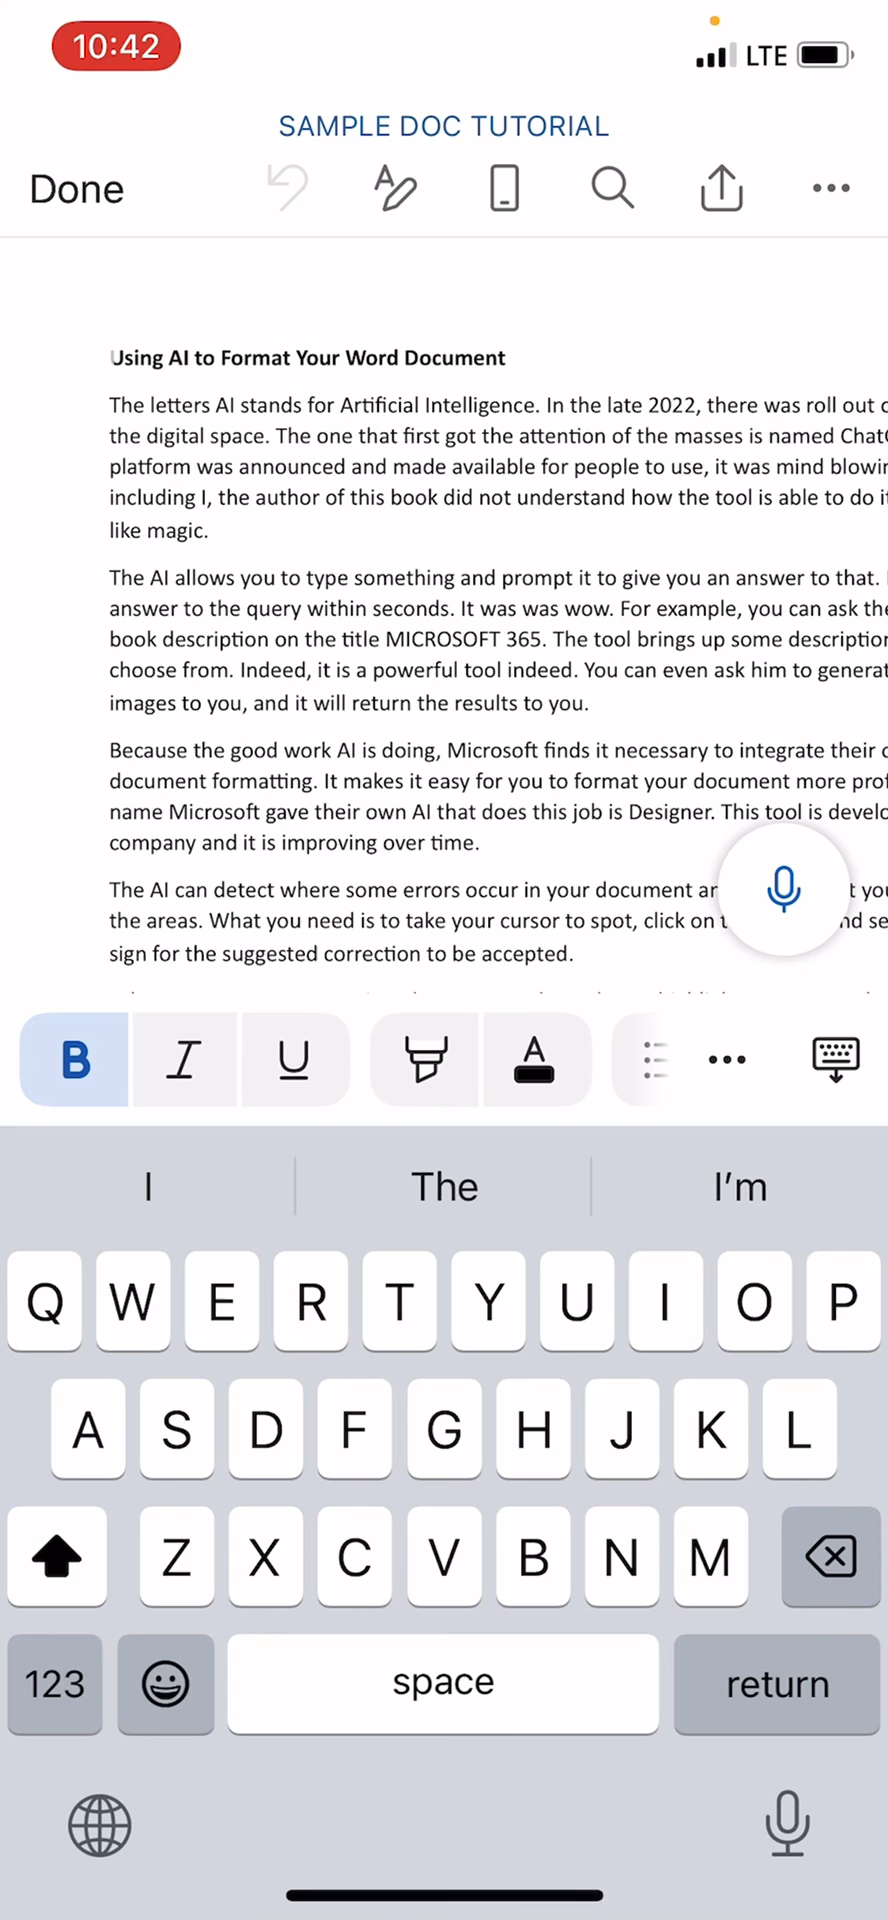 10:42
LTE
SAMPLE DOC TUTORIAL
Done
Using AI to Format Your Word Document
The letters AI stands for Artificial Intelligence. In the late 2022, there was roll out
the digital space. The one that first got the attention of the masses is named
platform was announced and made available for people to use, it was mind
including I, the author of this book did not understand how the tool is able to do
like magic.
The AI allows you to type something and prompt it to give you an answer to that.
answer to the query within seconds. It was was wow. For example, you can ask
book description on the title MICROSOFT 365. The tool brings up some
choose from. Indeed, it is a powerful tool indeed. You can even ask him to
images to you, and it will return the results to you.
Because the good work AI is doing, Microsoft finds it necessary to integrate their
document formatting. It makes it easy for you to format your document more
name Microsoft gave their own AI that does this job is Designer. This tool is
company and it is improving over time.
The AI can detect where some errors occur in your document
the areas. What you need is to take your cursor to spot, click on
sign for the suggested correction to be accepted.
B I U A
I The I'm
Q W E R T Y U I O P
A S D F G H J K L
Z X C V B N M
123 space return